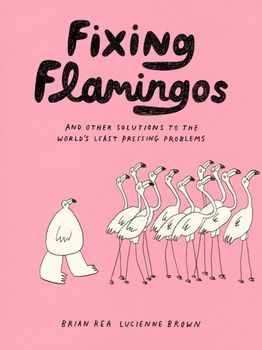 Fixing
Flamingos
AND OTHER SOLUTIONS TO THE
WORLD'S LEAST PRESSING PROBLEMS
BRIAN REA LUCIENNE BROWN